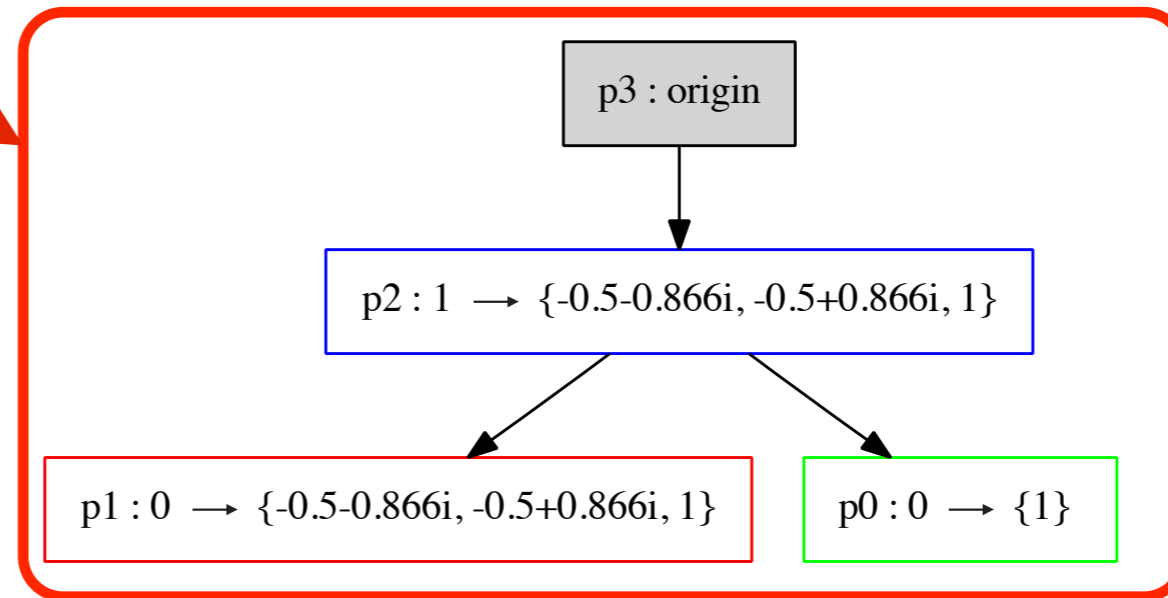 p3 : origin
p2 : 1 → {-0.5-0.866i, -0.5+0.866i, 1}
p1 : 0 → {-0.5-0.866i, -0.5+0.866i, 1}
p0 : 0 → {1}